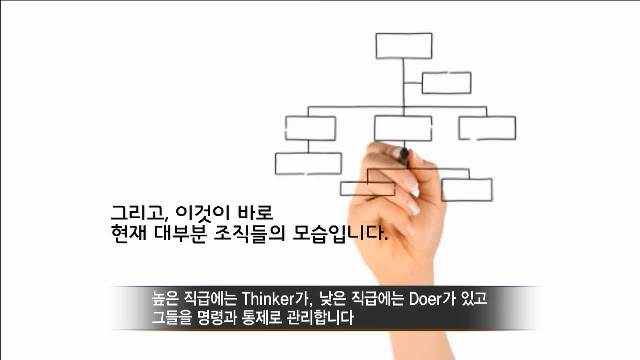 그리고, 이것이 바로
현재 대부분 조직들의 모습입니다.
높은 직급에는 Thinker가, 낮은 직급에는 Doer가 있고
그들을 명령과 통제로 관리합니다